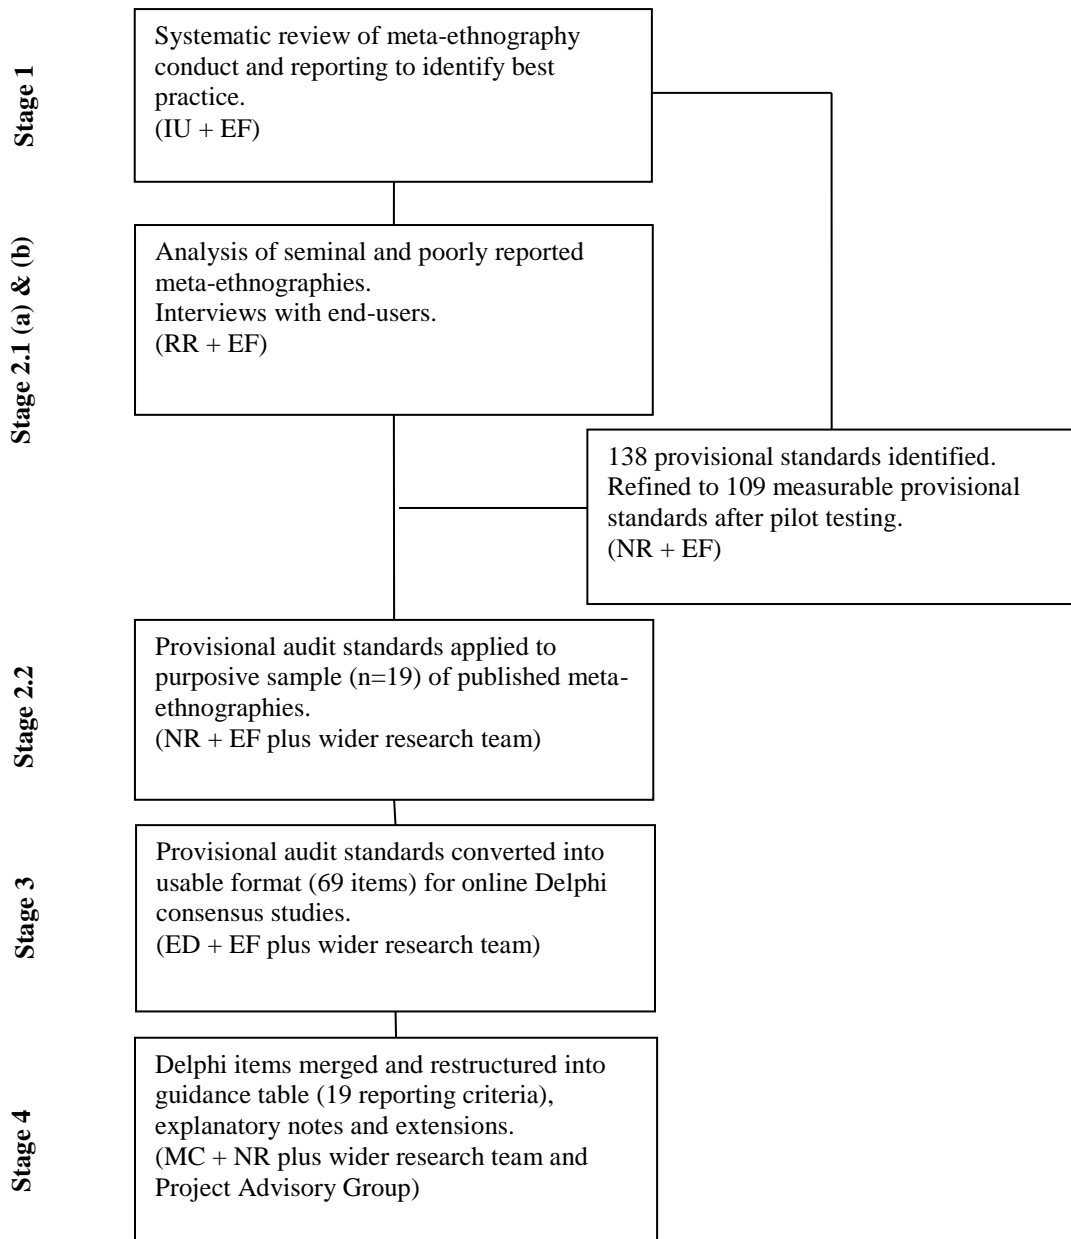 Stage 1
Systematic review of meta-ethnography
conduct and reporting to identify best
practice.
(IU + EF)
Stage 2.1 (a) & (b)
Analysis of seminal and poorly reported
meta-ethnographies.
Interviews with end-users.
(RR + EF)
138 provisional standards identified.
Refined to 109 measurable provisional
standards after pilot testing.
(NR + EF)
Stage 2.2
Provisional audit standards applied to
purposive sample (n=19) of published meta-
ethnographies.
(NR + EF plus wider research team)
Stage 3
Provisional audit standards converted into
usable format (69 items) for online Delphi
consensus studies.
(ED + EF plus wider research team)
Stage 4
Delphi items merged and restructured into
guidance table (19 reporting criteria),
explanatory notes and extensions.
(MC + NR plus wider research team and
Project Advisory Group)